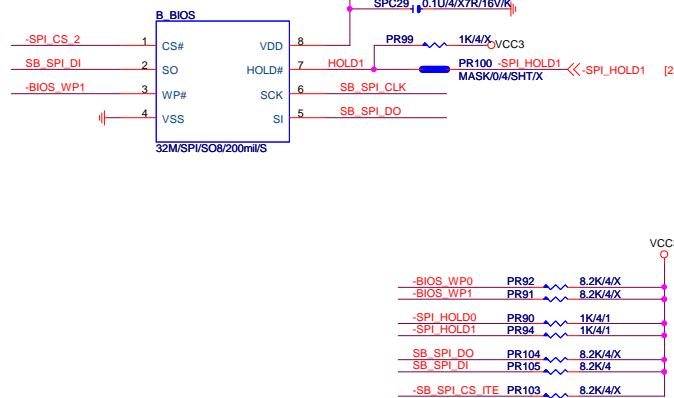 SPC29 0.1U/4/X7R/16V/K
B_BIOS
-SPI_CS_2 1 CS# VDD 8
PR99 1K/4/X VCC3
SB_SPI_DI 2 SO HOLD# 7 HOLD1 PR100 -SPI_HOLD1 -SPI_HOLD1 [2
MASK/0/4/SHT/X
-BIOS_WP1 3 WP# SCK 6 SB_SPI_CLK
4 VSS SI 5 SB_SPI_DO
32M/SPI/SO8/200mil/S
VCC3
-BIOS_WP0 PR92 8.2K/4/X
-BIOS_WP1 PR91 8.2K/4/X
-SPI_HOLD0 PR90 1K/4/1
-SPI_HOLD1 PR94 1K/4/1
SB_SPI_DO PR104 8.2K/4/X
SB_SPI_DI PR105 8.2K/4
-SB_SPI_CS_ITE PR103 8.2K/4/X